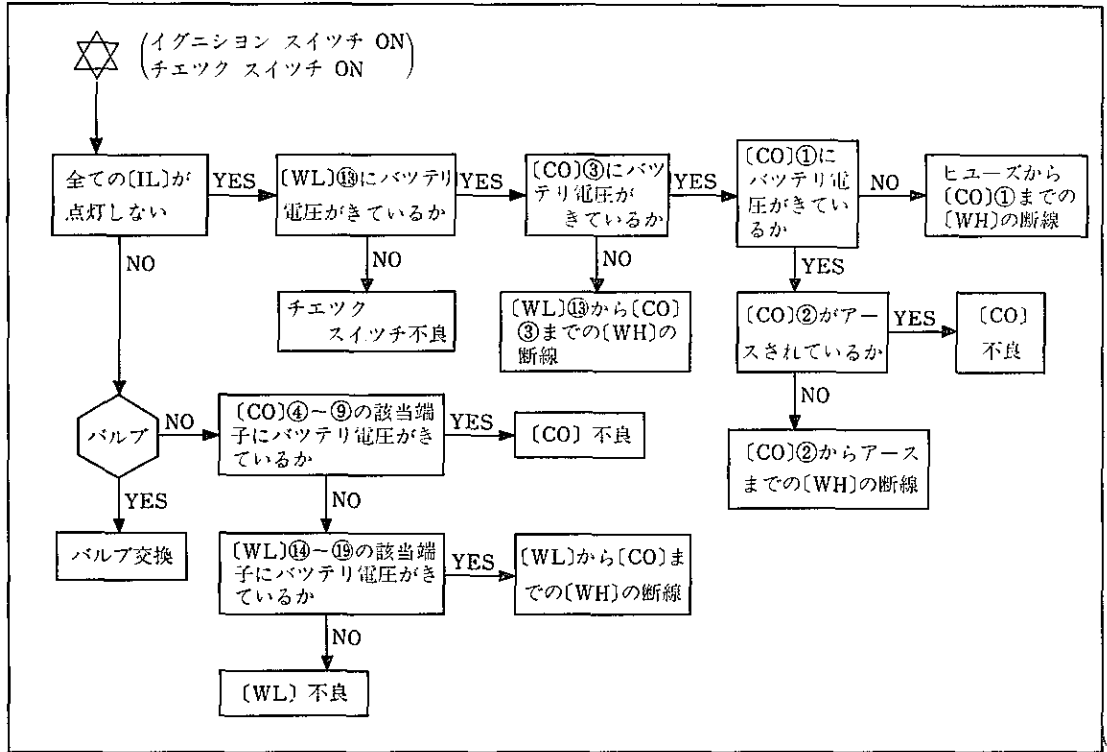 (イグニシヨン スイツチ ON)
(チエツク スイツチ ON)
全ての〔IL〕が
点灯しない
YES
〔WL〕⑬にバツテリ
電圧がきているか
YES
〔CO〕③にバツ
テリ電圧が
きているか
YES
〔CO〕①に
バツテリ電
圧がきてい
るか
NO
ヒユーズから
〔CO〕①までの
〔WH〕の断線
NO
NO
チエツク
スイツチ不良
NO
〔WL〕⑬から〔CO〕
③までの〔WH〕の
断線
YES
〔CO〕②がアー
スされているか
YES
〔CO〕
不良
NO
〔CO〕②からアース
までの〔WH〕の断線
バルブ
NO
〔CO〕④～⑨の該当端
子にバツテリ電圧がき
ているか
YES
〔CO〕不良
YES
バルブ交換
NO
〔WL〕⑭～⑲の該当端
子にバツテリ電圧がき
ているか
YES
〔WL〕から〔CO〕ま
での〔WH〕の断線
NO
〔WL〕不良